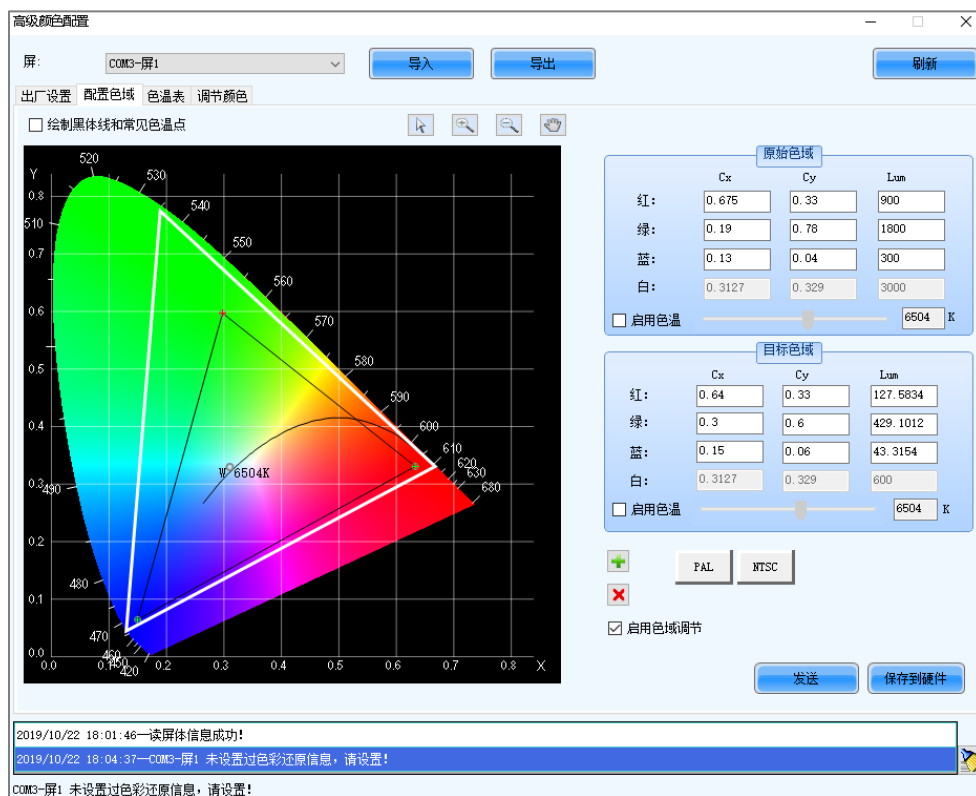 高级颜色配置
屏: COM3-屏1 导入 导出 刷新
出厂设置 配置色域 色温表 调节颜色
绘制黑体线和常见色温点
Y
520
530
540
510
550
560
570
580
590
600
610
620
630
680
490
480
470
460
450
420
0.8
0.7
0.6
0.5
0.4
0.3
0.2
0.1
0.0
W 6504K
0.0 0.1 0.2 0.3 0.4 0.5 0.6 0.7 0.8 X
原始色域
Cx Cy Lum
红: 0.675 0.33 900
绿: 0.19 0.78 1800
蓝: 0.13 0.04 300
白: 0.3127 0.329 3000
启用色温 6504 K
目标色域
Cx Cy Lum
红: 0.64 0.33 127.5834
绿: 0.3 0.6 429.1012
蓝: 0.15 0.06 43.3154
白: 0.3127 0.329 600
启用色温 6504 K
PAL NTSC
启用色域调节
发送 保存到硬件
2019/10/22 18:01:46—读屏体信息成功!
2019/10/22 18:04:37—COM3-屏1 未设置过色彩还原信息，请设置!
COM3-屏1 未设置过色彩还原信息，请设置!